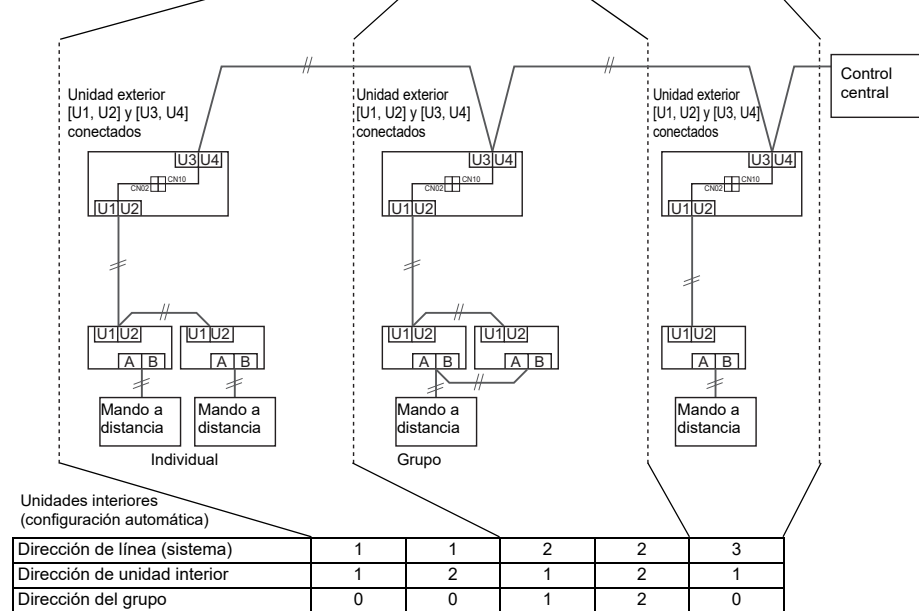 Control
central
Unidad exterior
[U1, U2] y [U3, U4]
conectados
Unidad exterior
[U1, U2] y [U3, U4]
conectados
Unidad exterior
[U1, U2] y [U3, U4]
conectados
U3 U4
U3 U4
U3 U4
CN02 CN10
CN02 CN10
CN02 CN10
U1 U2
U1 U2
U1 U2
U1 U2
U1 U2
U1 U2
U1 U2
U1 U2
A B
A B
A B
A B
A B
Mando a
distancia
Mando a
distancia
Mando a
distancia
Mando a
distancia
Individual
Grupo
Unidades interiores
(configuración automática)
Dirección de línea (sistema) 1 1 2 2 3
Dirección de unidad interior 1 2 1 2 1
Dirección del grupo 0 0 1 2 0